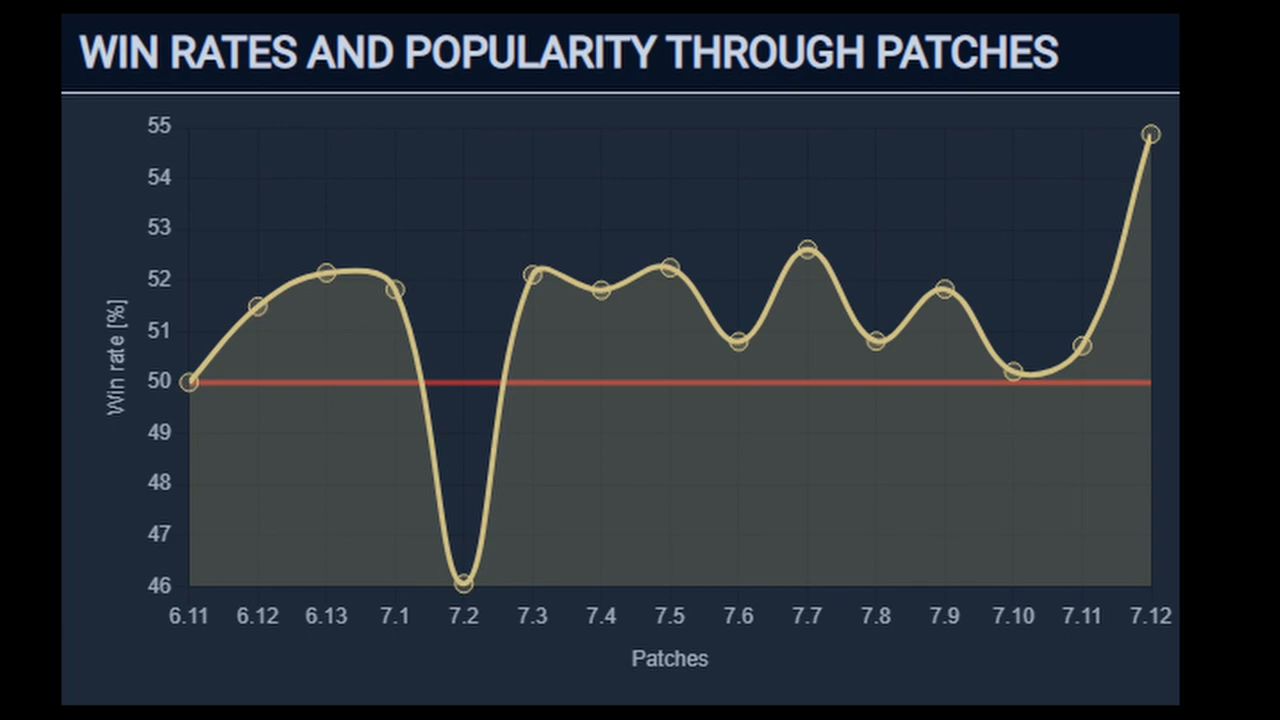 WIN RATES AND POPULARITY THROUGH PATCHES
55
54
53
52
51
50
49
48
47
46
Win rate [%]
6.11 6.12 6.13 7.1 7.2 7.3 7.4 7.5 7.6 7.7 7.8 7.9 7.10 7.11 7.12
Patches